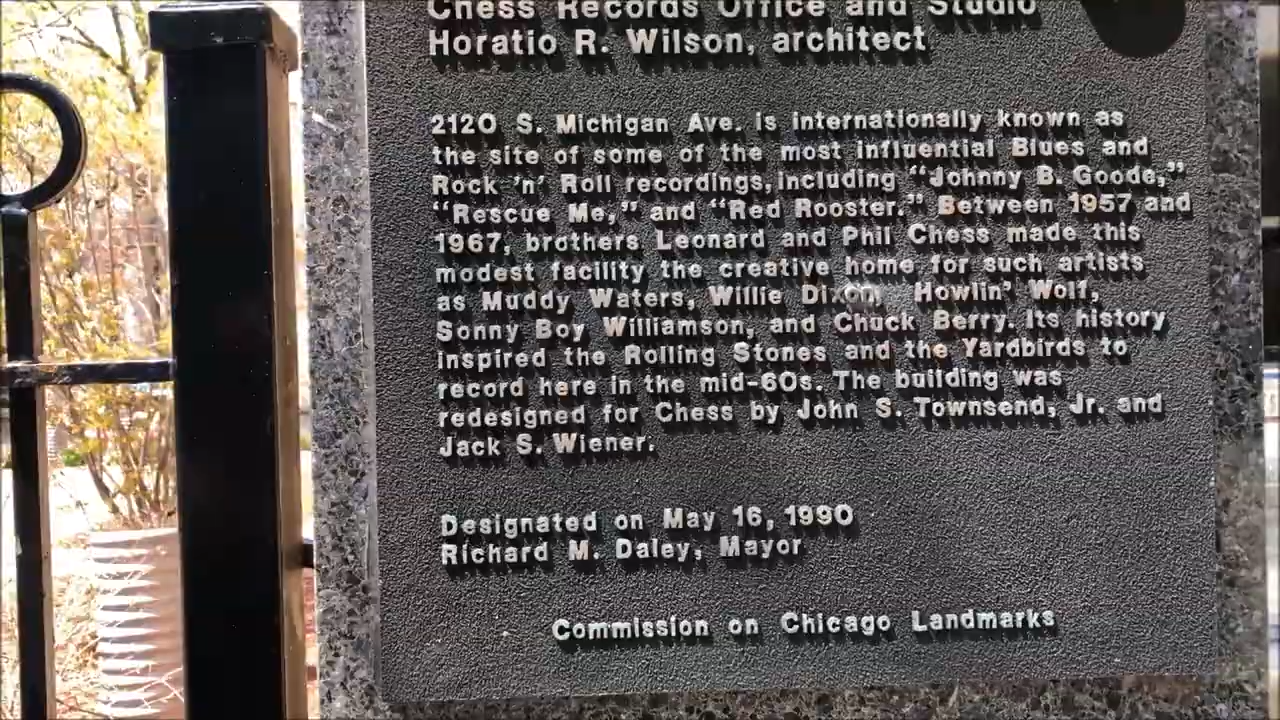 Chess Records Office and Studio
Horatio R. Wilson, architect
2120 S. Michigan Ave. is internationally known as
the site of some of the most influential Blues and
Rock 'n' Roll recordings, including "Johnny B. Goode,"
"Rescue Me," and "Red Rooster." Between 1957 and
1967, brothers Leonard and Phil Chess made this
modest facility the creative home for such artists
as Muddy Waters, Willie Dixon, Howlin' Wolf,
Sonny Boy Williamson, and Chuck Berry. Its history
inspired the Rolling Stones and the Yardbirds to
record here in the mid-60s. The building was
redesigned for Chess by John S. Townsend, Jr. and
Jack S. Wiener.
Designated on May 16, 1990
Richard M. Daley, Mayor
Commission on Chicago Landmarks